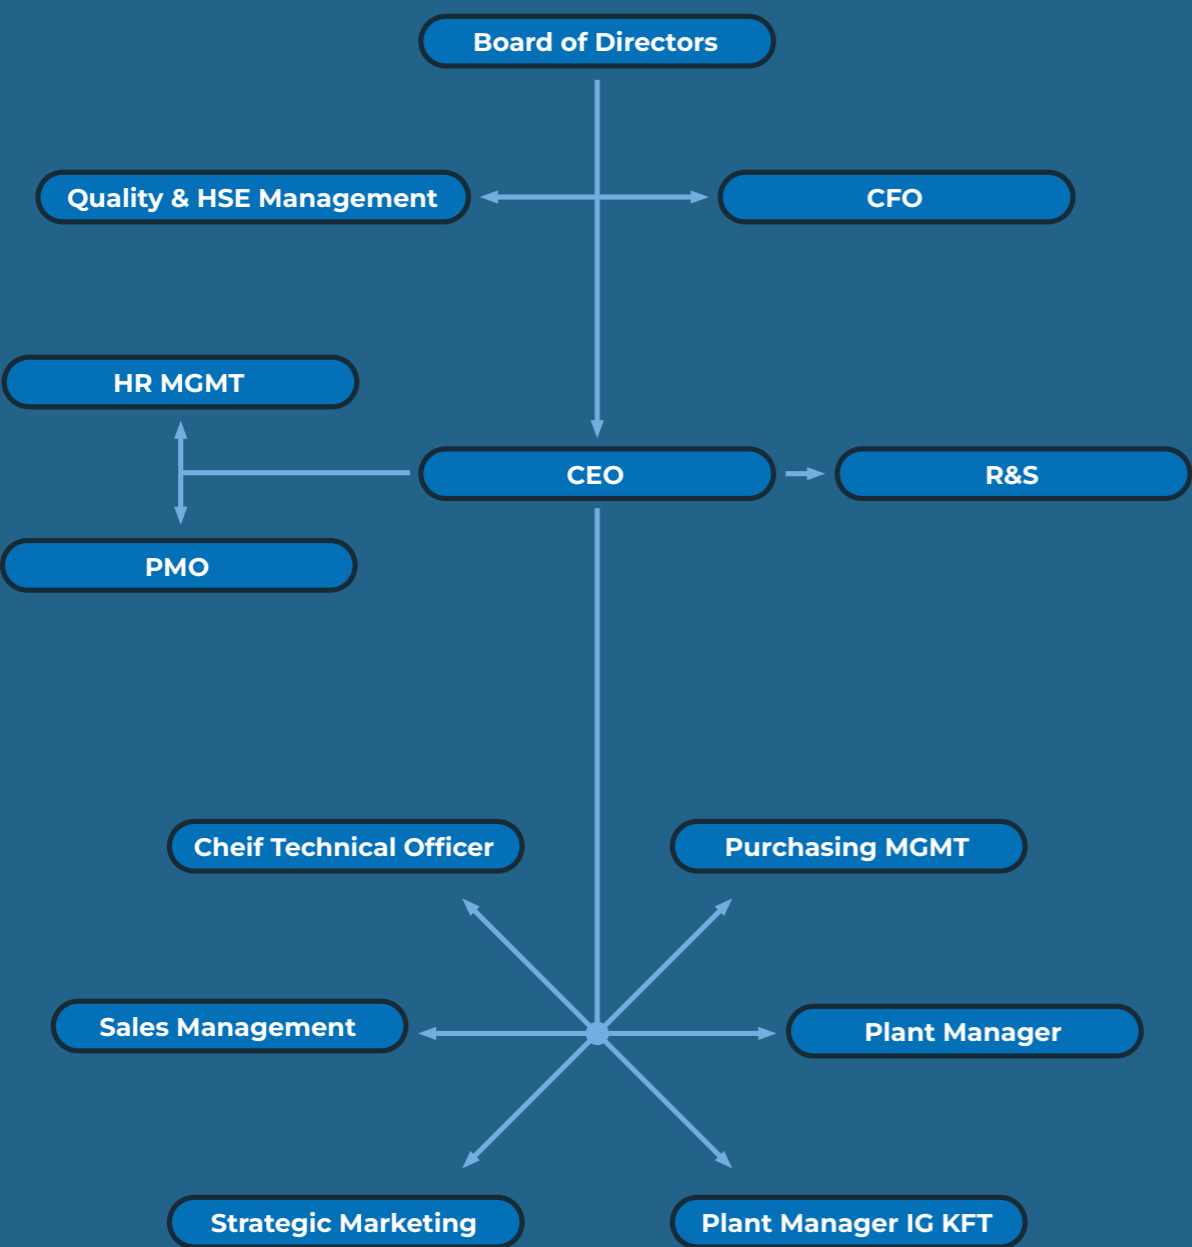 Board of Directors
Quality & HSE Management
CFO
HR MGMT
CEO
R&S
PMO
Cheif Technical Officer
Purchasing MGMT
Sales Management
Plant Manager
Strategic Marketing
Plant Manager IG KFT